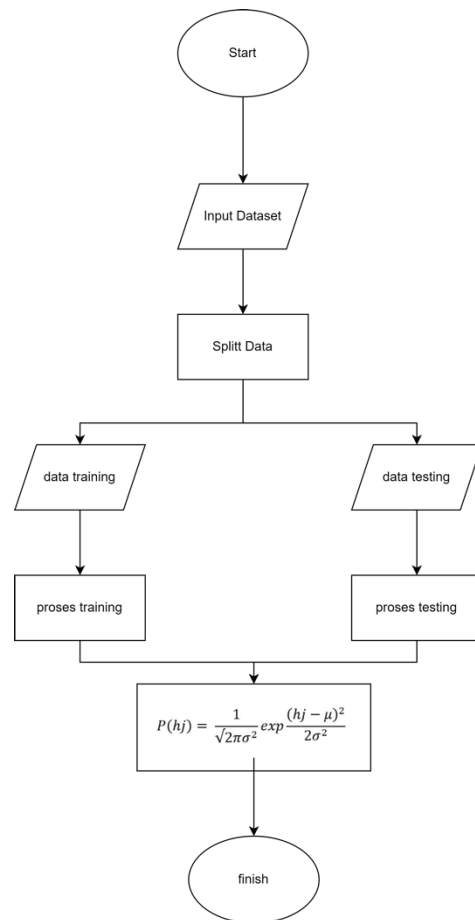 Start
Input Dataset
Splitt Data
data training
data testing
proses training
proses testing
P(hj) = 1/√2πσ² exp (hj − μ)²/2σ²
finish